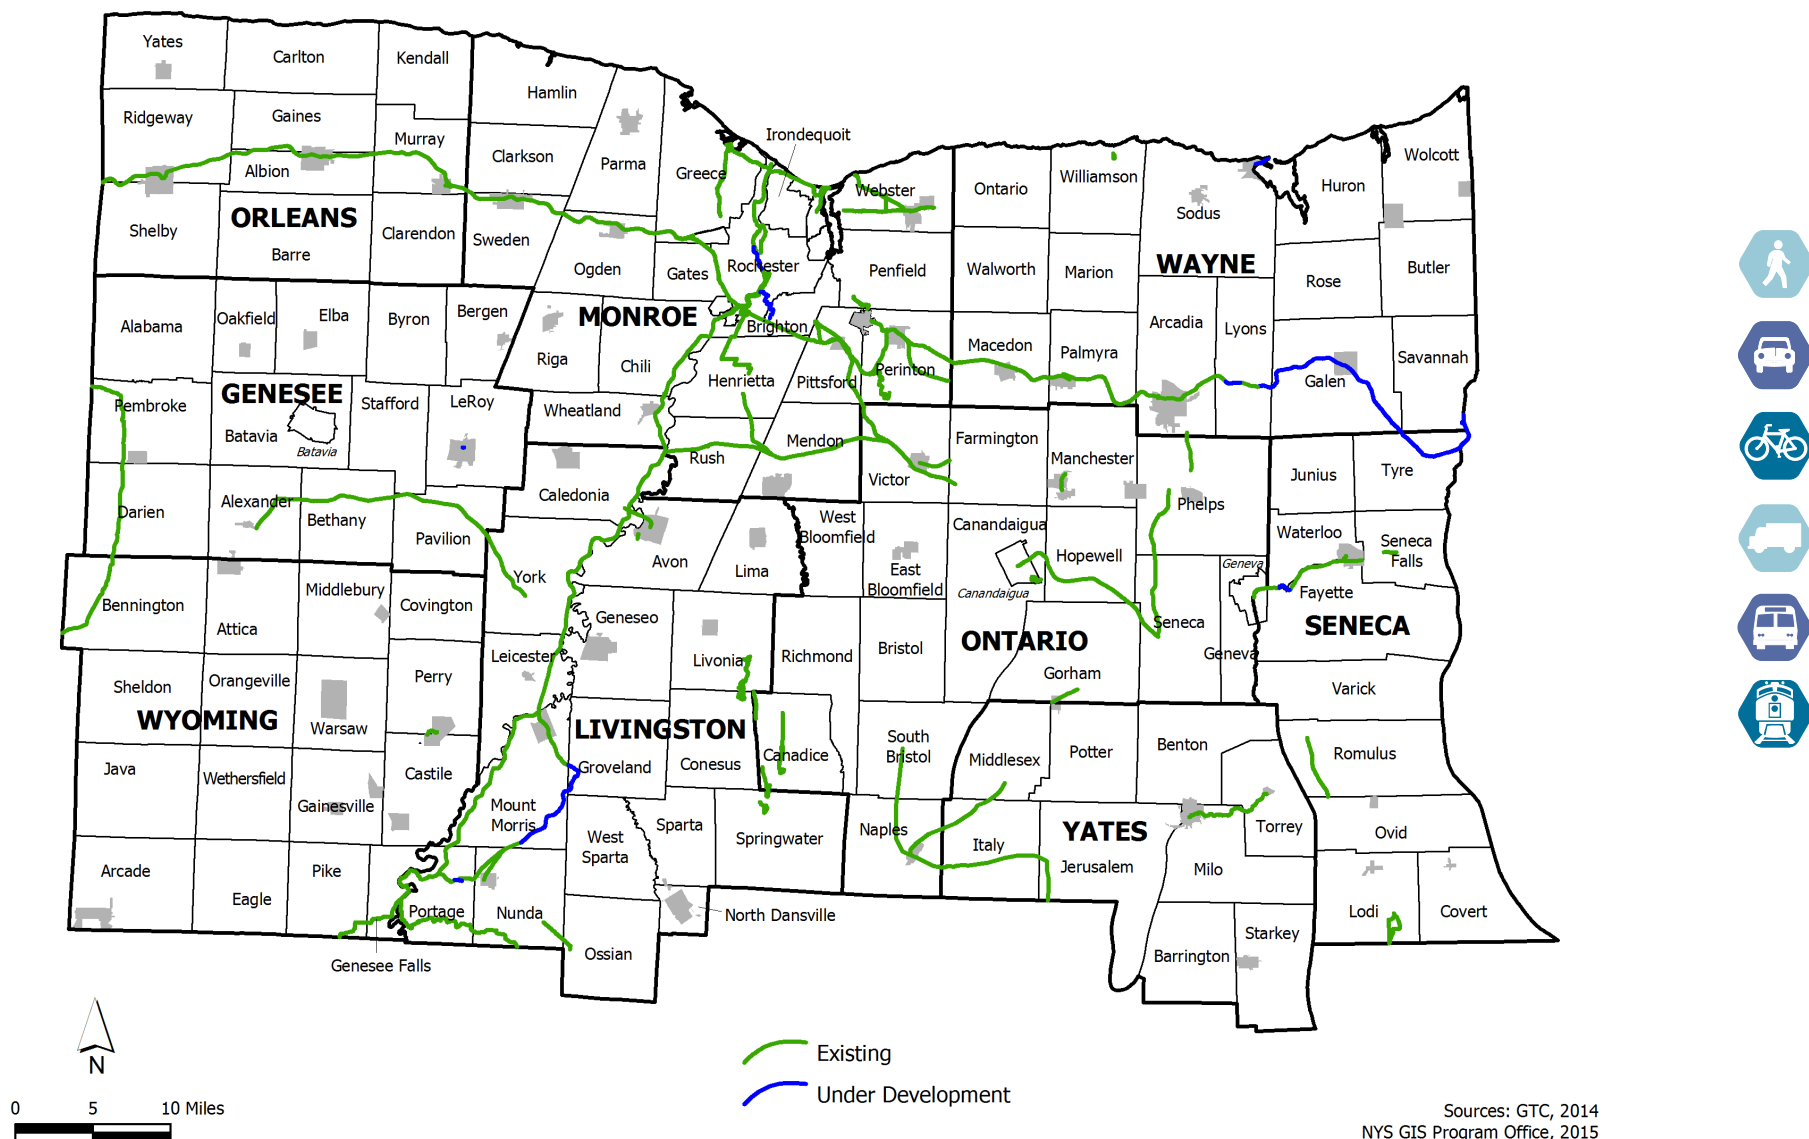 Yates
Carlton
Kendall
Hamlin
Ridgeway
Gaines
Murray
Clarkson
Parma
Irondequoit
Albion
Greece
Webster
Ontario
Williamson
Wolcott
Huron
Sodus
Shelby
ORLEANS
Barre
Clarendon
Sweden
Ogden
Gates
Rochester
Penfield
Walworth
Marion
WAYNE
Rose
Butler
Alabama
Oakfield
Elba
Byron
Bergen
MONROE
Riga
Chili
Brighton
Henrietta
Pittsford
Perinton
Macedon
Palmyra
Arcadia
Lyons
Galen
Savannah
Pembroke
GENESEE
Batavia
Batavia
Stafford
LeRoy
Wheatland
Rush
Mendon
Victor
Farmington
Manchester
Phelps
Junius
Tyre
Darien
Alexander
Bethany
Pavilion
Caledonia
York
Avon
Lima
West
Bloomfield
East
Bloomfield
Canandaigua
Canandaigua
Hopewell
Geneva
Waterloo
Seneca
Falls
Fayette
SENECA
Bennington
Attica
Middlebury
Covington
Leicester
Geneseo
Livonia
Richmond
Bristol
ONTARIO
Gorham
Seneca
Geneva
Varick
Sheldon
Orangeville
WYOMING
Warsaw
Perry
LIVINGSTON
Groveland
Conesus
Canadice
South
Bristol
Middlesex
Potter
Benton
Romulus
Java
Wethersfield
Gainesville
Castile
Mount
Morris
West
Sparta
Sparta
Springwater
Naples
Italy
YATES
Jerusalem
Milo
Torrey
Ovid
Arcade
Eagle
Pike
Portage
Nunda
Ossian
North Dansville
Genesee Falls
Barrington
Starkey
Lodi
Covert
N
Existing
Under Development
0 5 10 Miles
Sources: GTC, 2014
NYS GIS Program Office, 2015